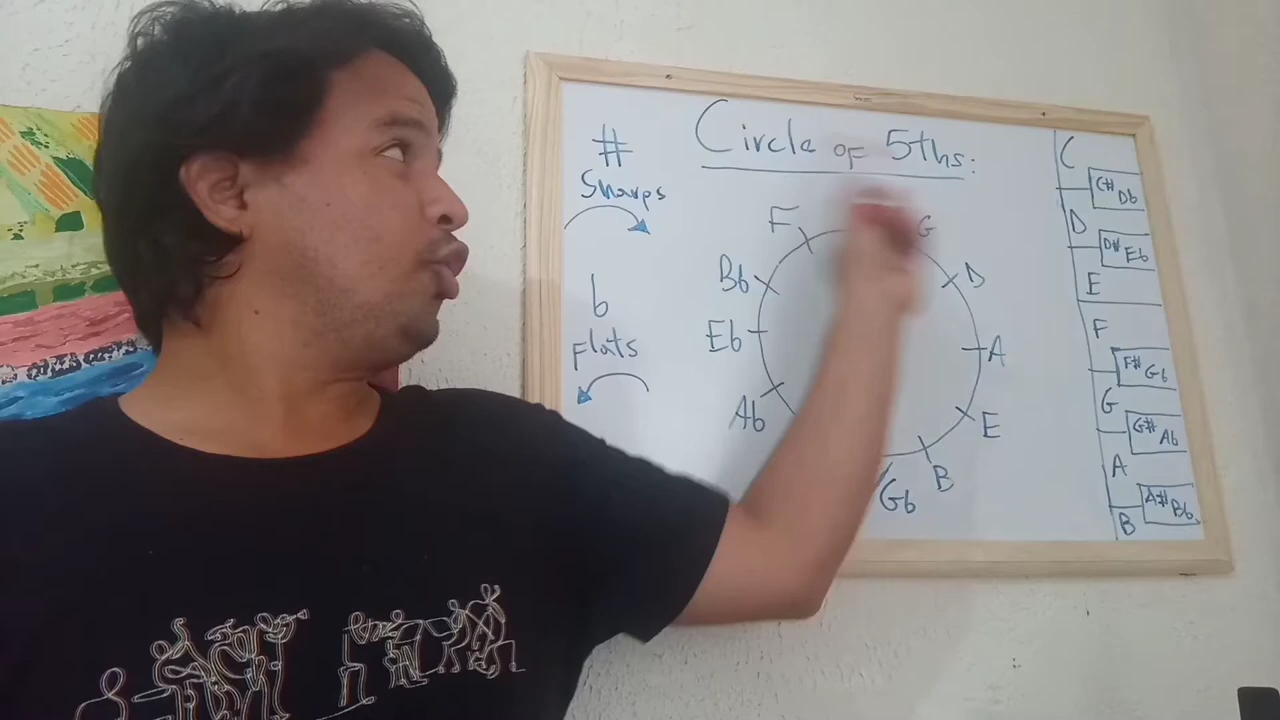 Circle of 5ths:
#
Sharps
b
Flats
F
G
Bb
D
Eb
A
Ab
E
B
Gb
C
C# Db
D
D# Eb
E
F
F# Gb
G
G# Ab
A
A# Bb
B